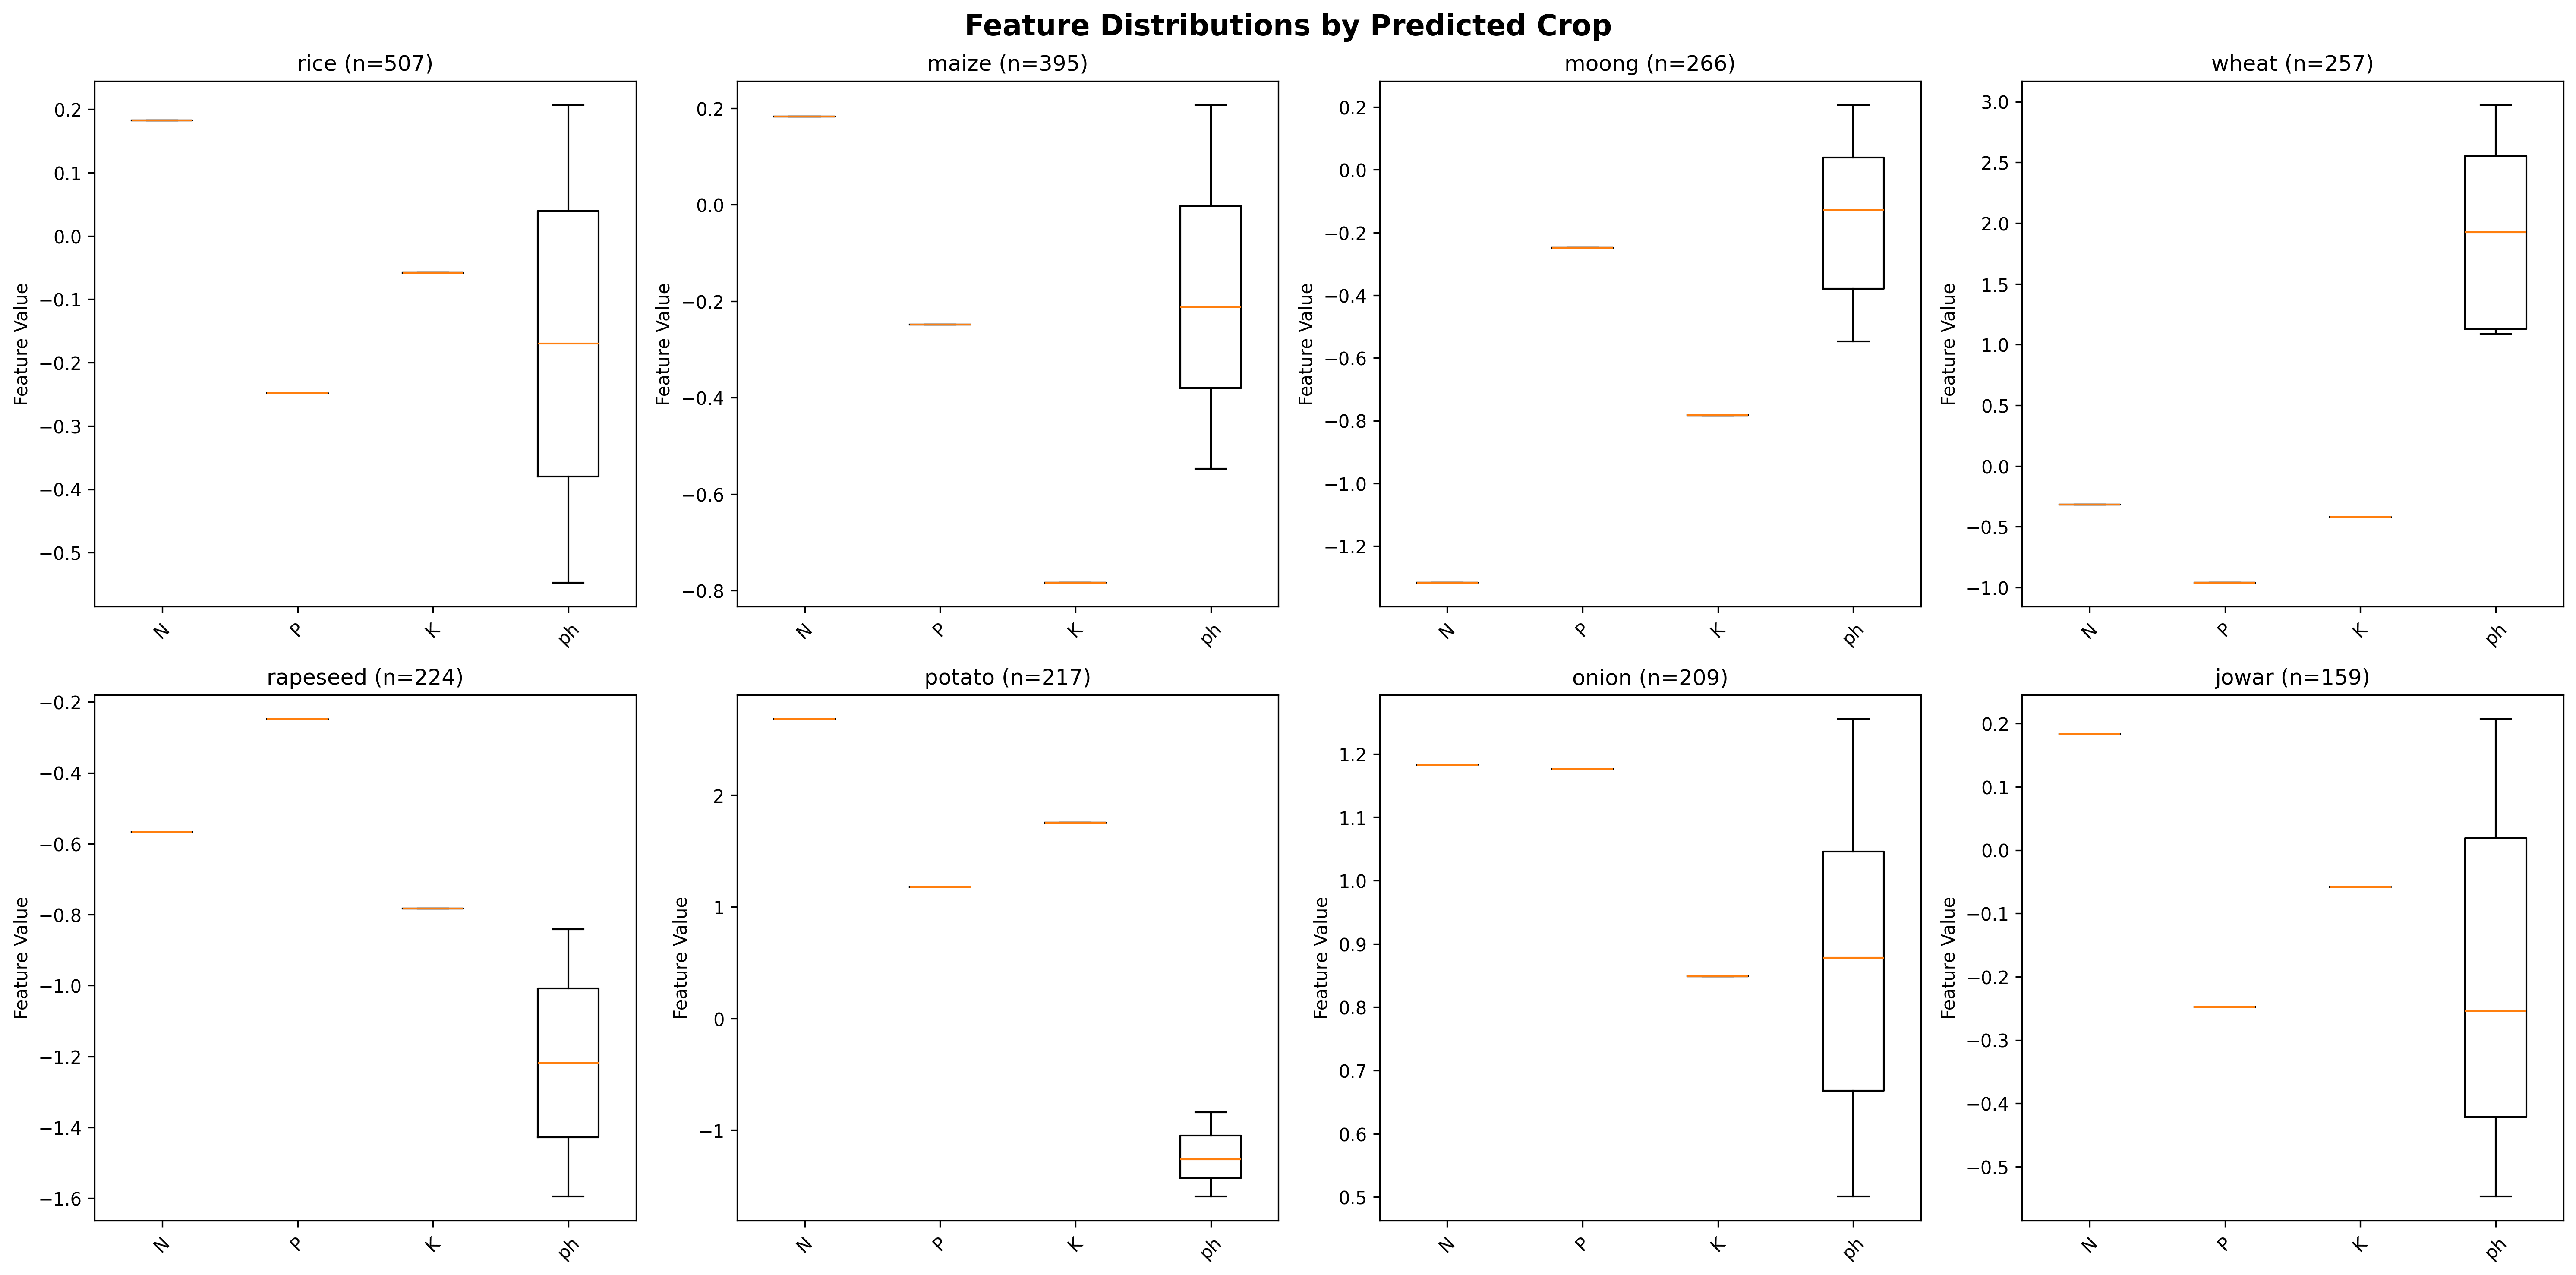 Feature Distributions by Predicted Crop
rice (n=507)
Feature Value
0.2
0.1
0.0
−0.1
−0.2
−0.3
−0.4
−0.5
N P K ph
maize (n=395)
Feature Value
0.2
0.0
−0.2
−0.4
−0.6
−0.8
N P K ph
moong (n=266)
Feature Value
0.2
0.0
−0.2
−0.4
−0.6
−0.8
−1.0
−1.2
N P K ph
wheat (n=257)
Feature Value
3.0
2.5
2.0
1.5
1.0
0.5
0.0
−0.5
−1.0
N P K ph
rapeseed (n=224)
Feature Value
−0.2
−0.4
−0.6
−0.8
−1.0
−1.2
−1.4
−1.6
N P K ph
potato (n=217)
Feature Value
2
1
0
−1
N P K ph
onion (n=209)
Feature Value
1.2
1.1
1.0
0.9
0.8
0.7
0.6
0.5
N P K ph
jowar (n=159)
Feature Value
0.2
0.1
0.0
−0.1
−0.2
−0.3
−0.4
−0.5
N P K ph